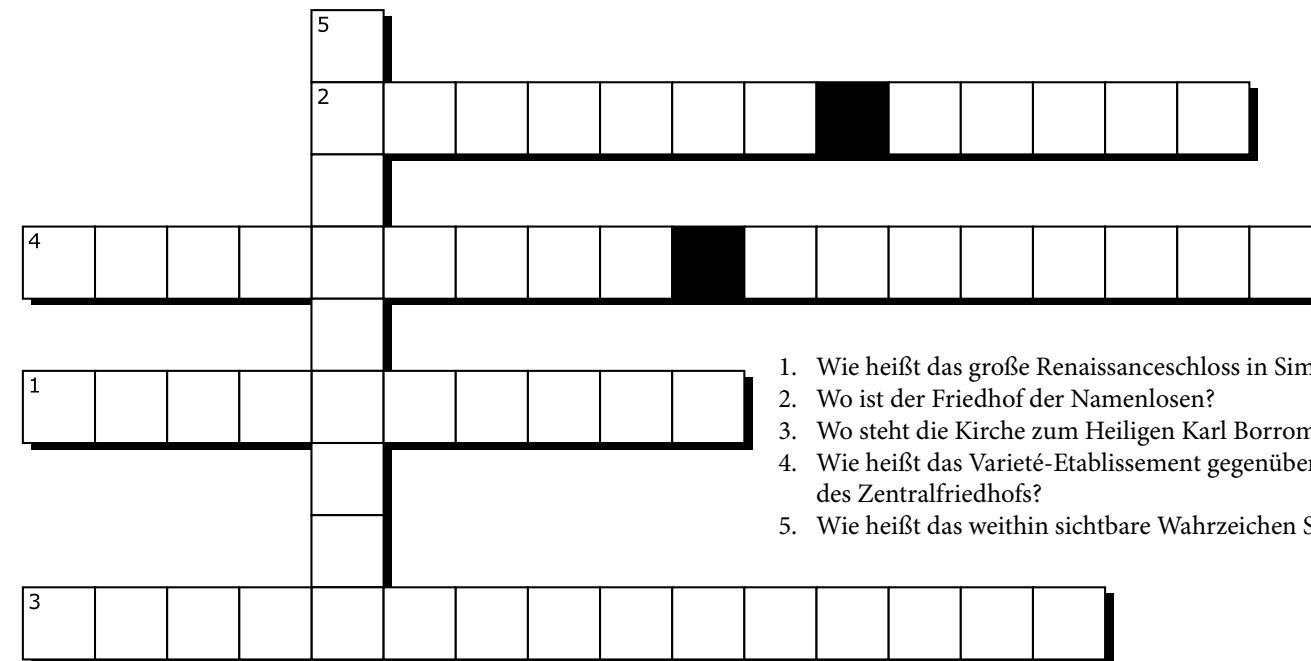 5
2
4
1
1. Wie heißt das große Renaissanceschloss in
2. Wo ist der Friedhof der Namenlosen?
3. Wo steht die Kirche zum Heiligen Karl
4. Wie heißt das Varieté-Etablissement gegenüber
des Zentralfriedhofs?
5. Wie heißt das weithin sichtbare Wahrzeichen
3